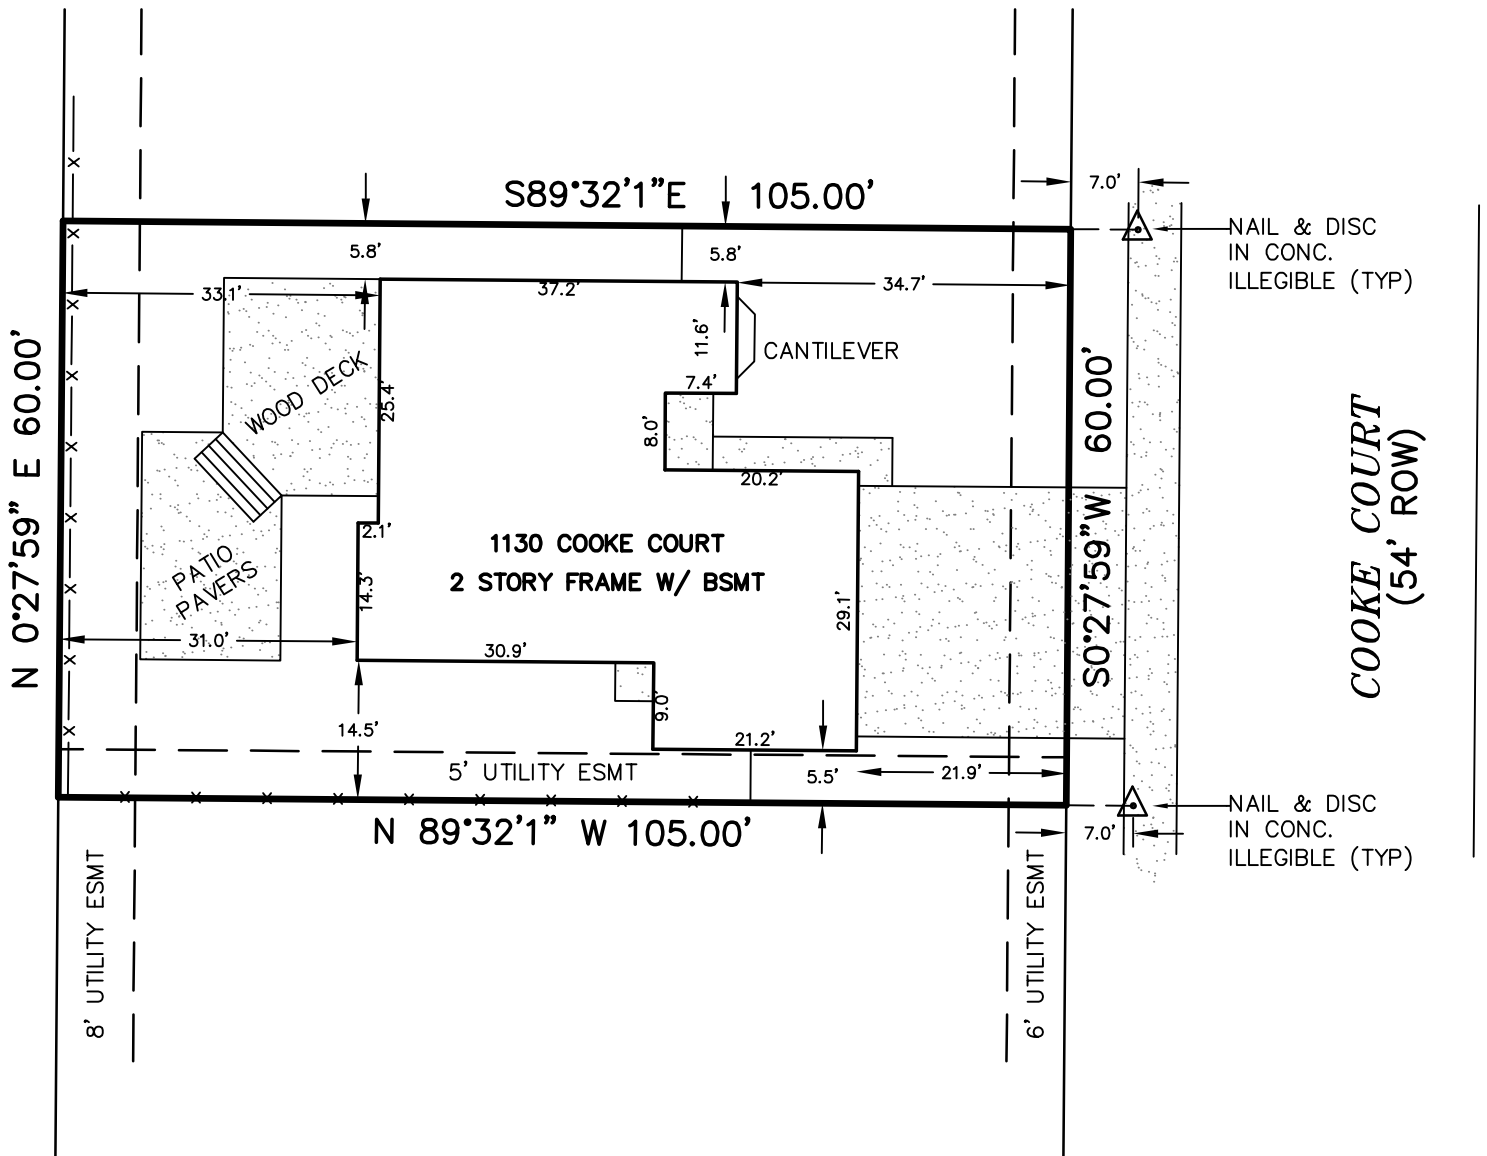 S89°32'1"E 105.00'
7.0'
NAIL & DISC
IN CONC.
ILLEGIBLE (TYP)
5.8'
5.8'
33.1'
37.2'
34.7'
11.6'
CANTILEVER
7.4'
WOOD DECK
25.4'
8.0'
20.2'
N 0°27'59" E 60.00'
S0°27'59"W 60.00'
COOKE COURT
(54' ROW)
2.1'
1130 COOKE COURT
2 STORY FRAME W/ BSMT
PATIO
PAVERS
14.3'
29.1'
31.0'
30.9'
9.0'
14.5'
21.2'
5' UTILITY ESMT
5.5'
21.9'
N 89°32'1" W 105.00'
7.0'
NAIL & DISC
IN CONC.
ILLEGIBLE (TYP)
8' UTILITY ESMT
6' UTILITY ESMT